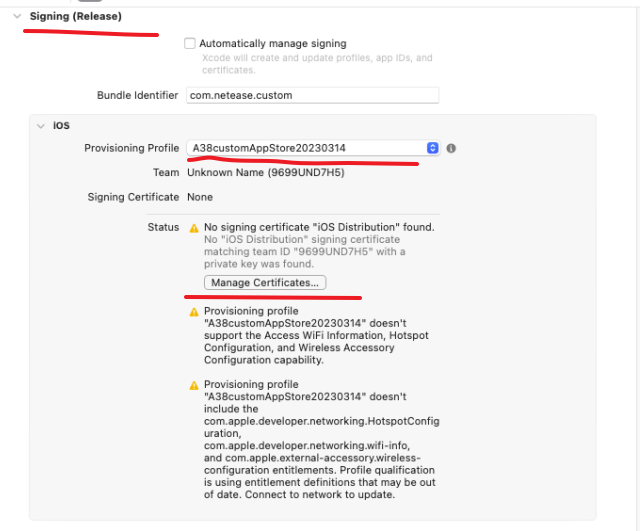 Signing (Release)
Automatically manage signing
Xcode will create and update profiles, app IDs, and
certificates.
Bundle Identifier com.netease.custom
iOS
Provisioning Profile A38customAppStore20230314
Team Unknown Name (9699UND7H5)
Signing Certificate None
Status No signing certificate "iOS Distribution" found.
No "iOS Distribution" signing certificate
matching team ID "9699UND7H5" with a
private key was found.
Manage Certificates...
Provisioning profile
"A38customAppStore20230314" doesn't
support the Access WiFi Information, Hotspot
Configuration, and Wireless Accessory
Configuration capability.
Provisioning profile
"A38customAppStore20230314" doesn't
include the
com.apple.developer.networking.HotspotConfig
uration,
com.apple.developer.networking.wifi-info,
and com.apple.external-accessory.wireless-
configuration entitlements. Profile qualification
is using entitlement definitions that may be out
of date. Connect to network to update.